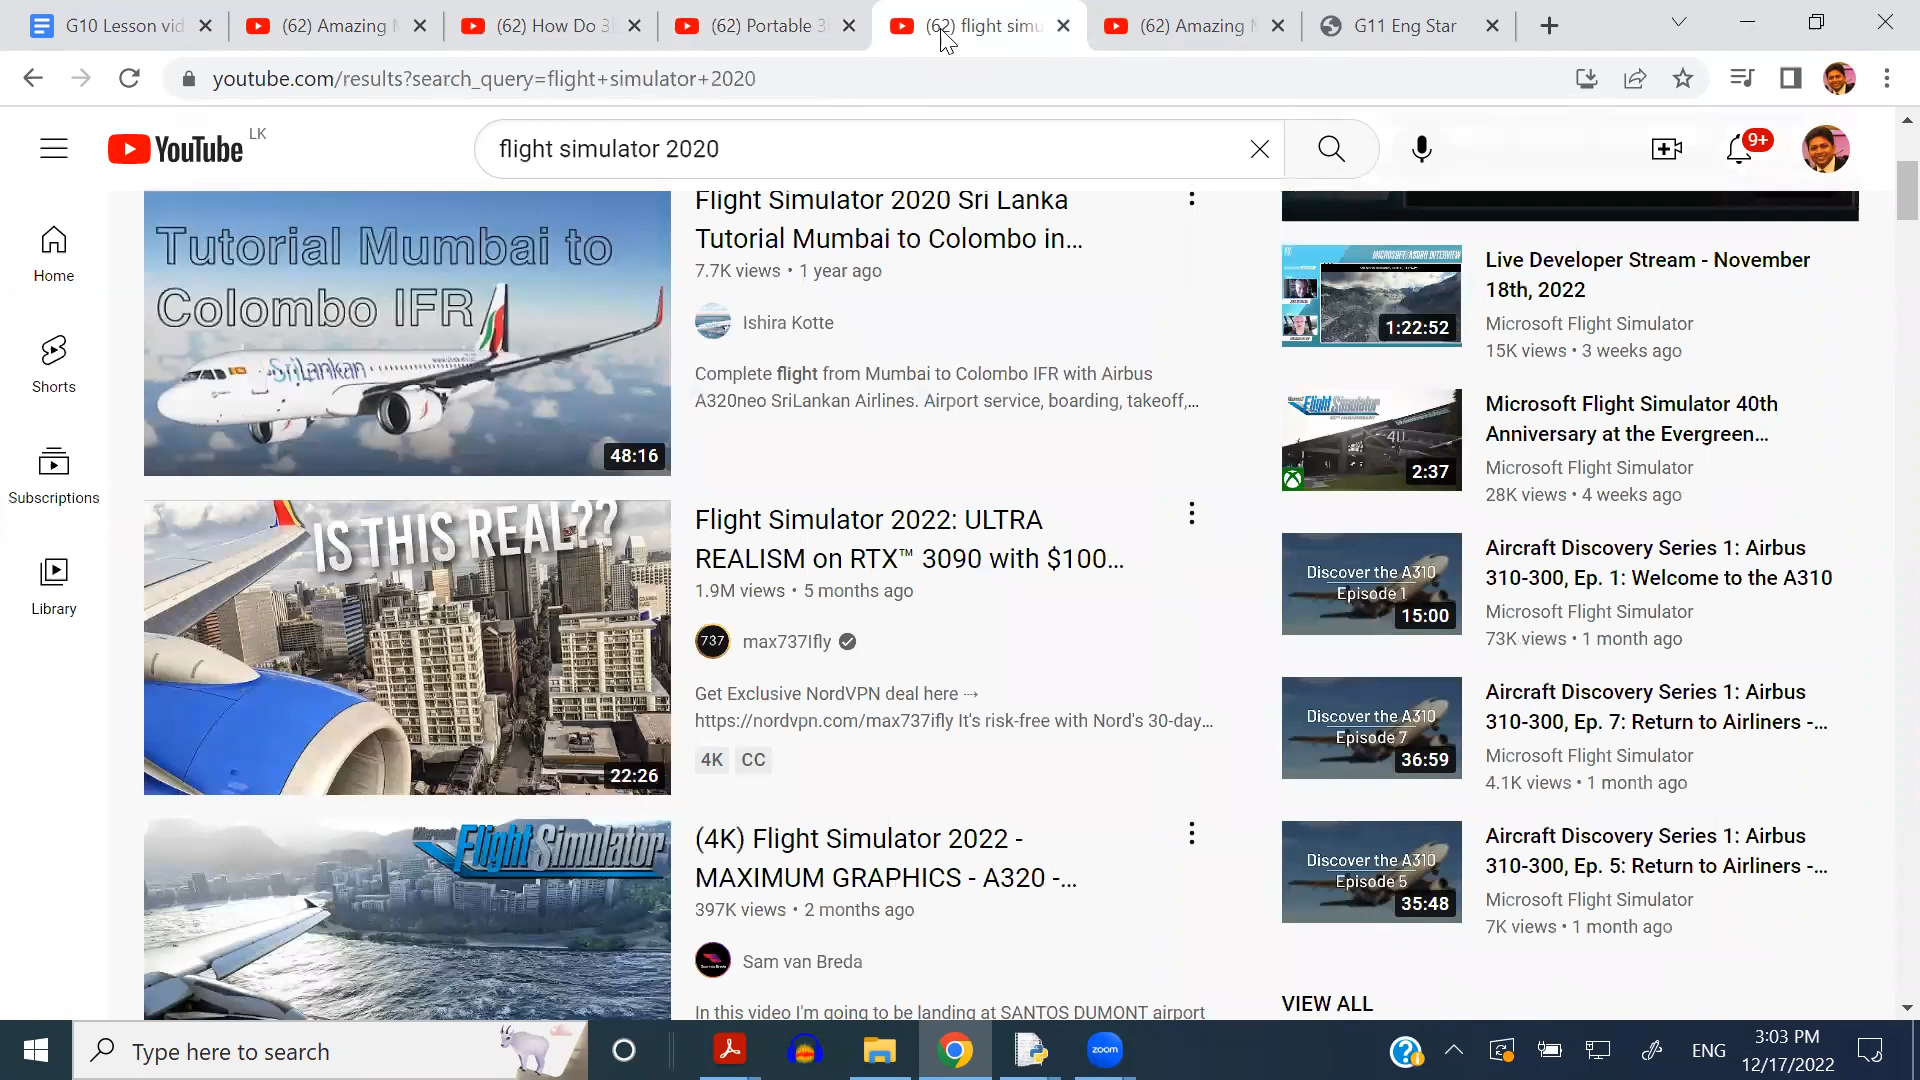 G10 Lesson vid
(62) Amazing
(62) How Do 3
(62) Portable 3
(62) flight simu
(62) Amazing
G11 Eng Star
youtube.com/results?search_query=flight+simulator+2020
YouTube
LK
flight simulator 2020
9+
Home
Shorts
Subscriptions
Library
Tutorial Mumbai to
Colombo IFR
SriLankan
48:16
Flight Simulator 2020 Sri Lanka
Tutorial Mumbai to Colombo in...
7.7K views • 1 year ago
Ishira Kotte
Complete flight from Mumbai to Colombo IFR with Airbus
A320neo SriLankan Airlines. Airport service, boarding, takeoff,...
IS THIS REAL??
22:26
Flight Simulator 2022: ULTRA
REALISM on RTX™ 3090 with $100...
1.9M views • 5 months ago
737
max737Ifly
Get Exclusive NordVPN deal here ⤑
https://nordvpn.com/max737ifly It's risk-free with Nord's 30-day...
4K CC
Microsoft
FlightSimulator
(4K) Flight Simulator 2022 -
MAXIMUM GRAPHICS - A320 -...
397K views • 2 months ago
Sam van Breda
In this video I'm going to be landing at SANTOS DUMONT airport
MICROSOFT/ASOBO INTERVIEW
1:22:52
Live Developer Stream - November
18th, 2022
Microsoft Flight Simulator
15K views • 3 weeks ago
FlightSimulator
2:37
Microsoft Flight Simulator 40th
Anniversary at the Evergreen...
Microsoft Flight Simulator
28K views • 4 weeks ago
Discover the A310
Episode 1
15:00
Aircraft Discovery Series 1: Airbus
310-300, Ep. 1: Welcome to the A310
Microsoft Flight Simulator
73K views • 1 month ago
Discover the A310
Episode 7
36:59
Aircraft Discovery Series 1: Airbus
310-300, Ep. 7: Return to Airliners -...
Microsoft Flight Simulator
4.1K views • 1 month ago
Discover the A310
Episode 5
35:48
Aircraft Discovery Series 1: Airbus
310-300, Ep. 5: Return to Airliners -...
Microsoft Flight Simulator
7K views • 1 month ago
VIEW ALL
Type here to search
zoom
ENG
3:03 PM
12/17/2022